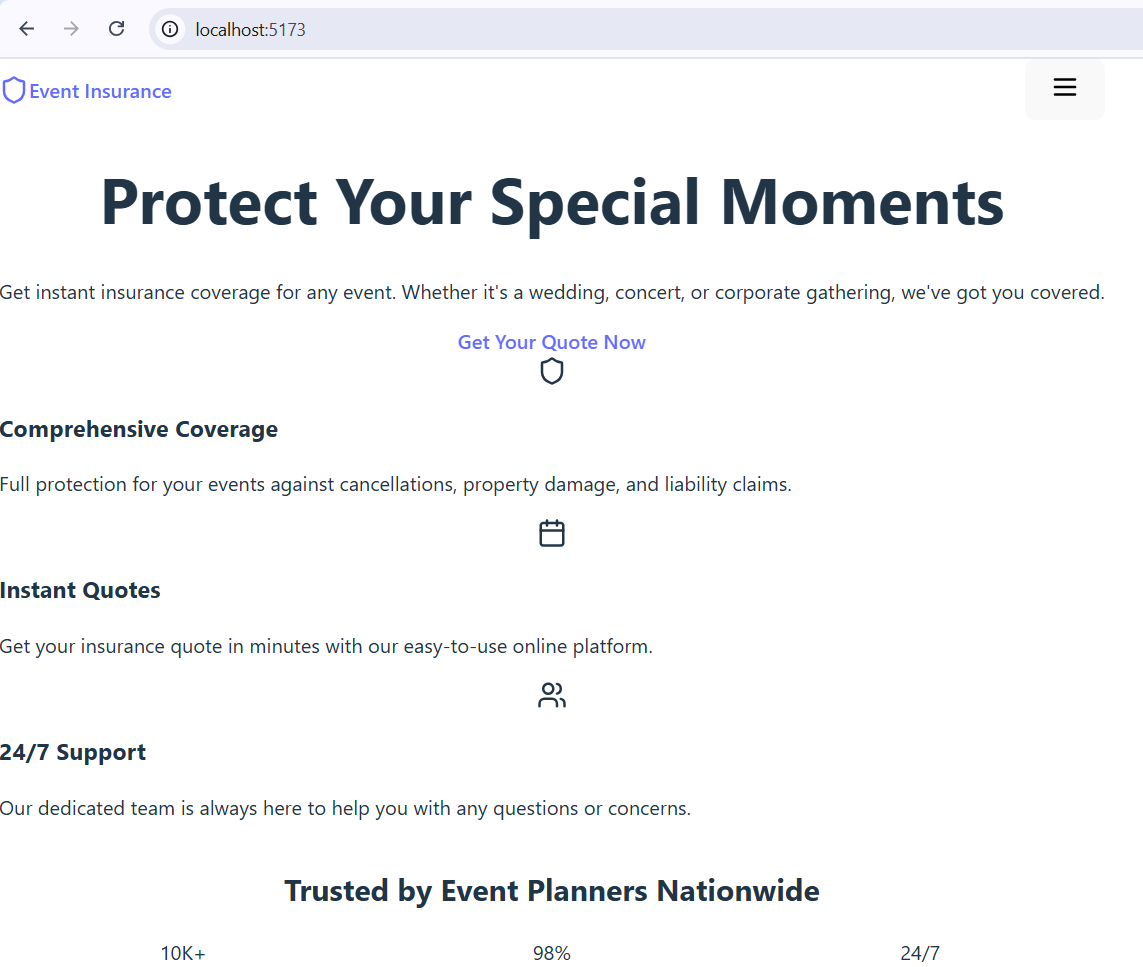 localhost:5173
Event Insurance
Protect Your Special Moments
Get instant insurance coverage for any event. Whether it's a wedding, concert, or corporate gathering, we've got you covered.
Get Your Quote Now
Comprehensive Coverage
Full protection for your events against cancellations, property damage, and liability claims.
Instant Quotes
Get your insurance quote in minutes with our easy-to-use online platform.
24/7 Support
Our dedicated team is always here to help you with any questions or concerns.
Trusted by Event Planners Nationwide
10K+ 98% 24/7